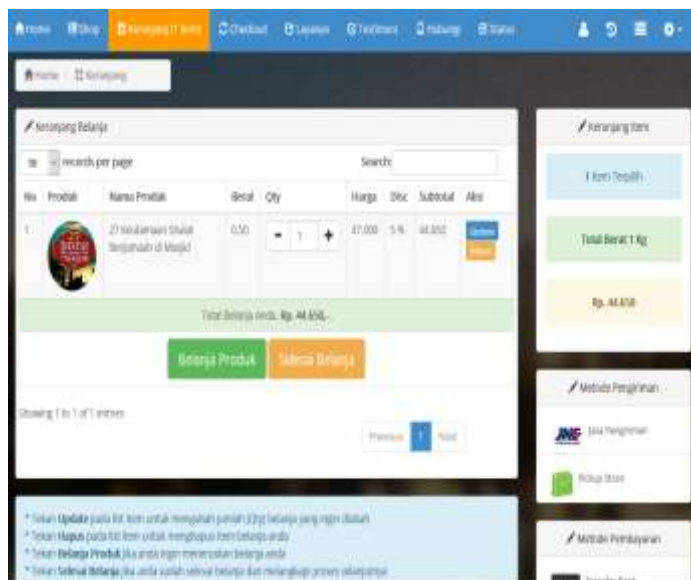 Home Shop Keranjang (1 Item) Checkout Layanan Testimoni Hubungi Status
Home / Keranjang
Keranjang Belanja
10 records per page Search:
No Produk Nama Produk Berat Qty Harga Disc Subtotal Aksi
1 27 Keutamaan Shalat Berjamaah di Masjid 0,50 - 1 + 47.000 5 % 44.650 Update
Total Belanja Anda, Rp. 44.650,-
Belanja Produk Selesai Belanja
Showing 1 to 1 of 1 entries
Previous 1 Next
* Tekan Update pada list item untuk mengubah jumlah (Qty) belanja yang ingin diubah
* Tekan Hapus pada list item untuk menghapus item belanja anda
* Tekan Belanja Produk jika anda ingin meneruskan belanja anda
* Tekan Selesai Belanja jika anda sudah selesai belanja dan melengkapi proses selanjutnya
Keranjang Item
1 Item Terpilih
Total Berat 1 Kg
Rp. 44.650
Metode Pengiriman
JNE Jasa Pengiriman
Pickup Store
Metode Pembayaran